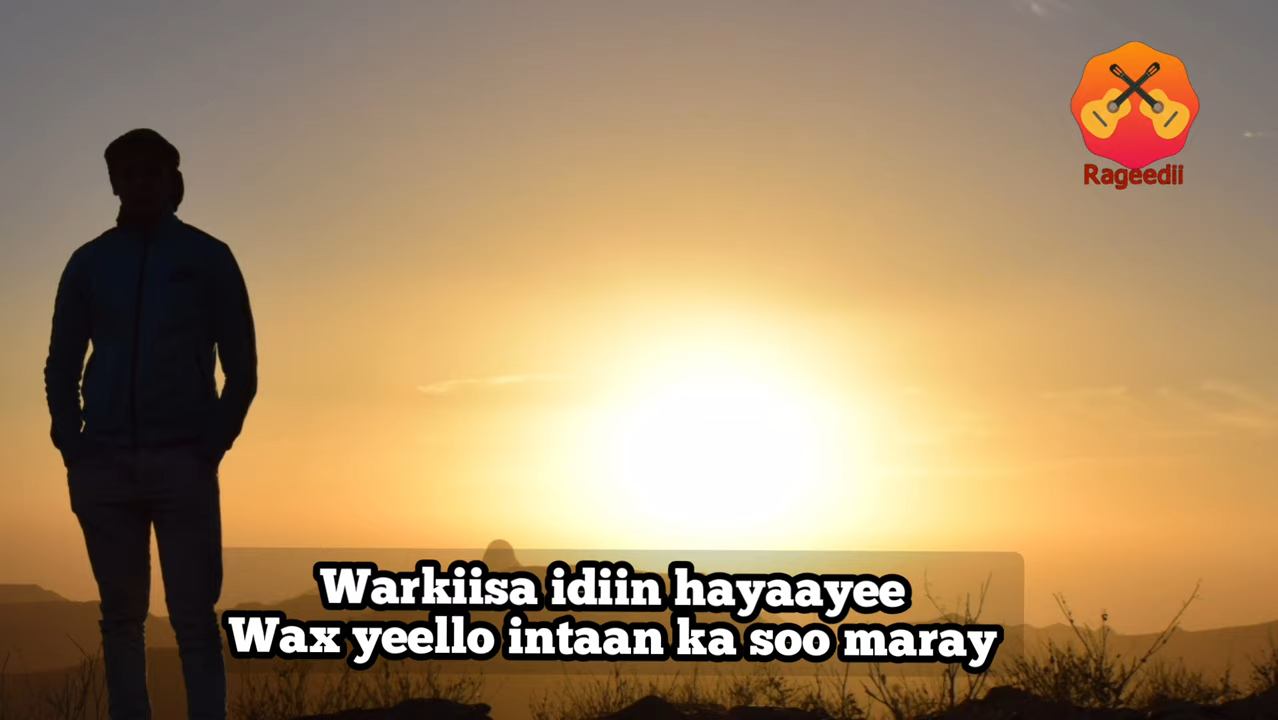 Rageedii
Warkiisa idiin hayaayee
Wax yeello intaan ka soo maray